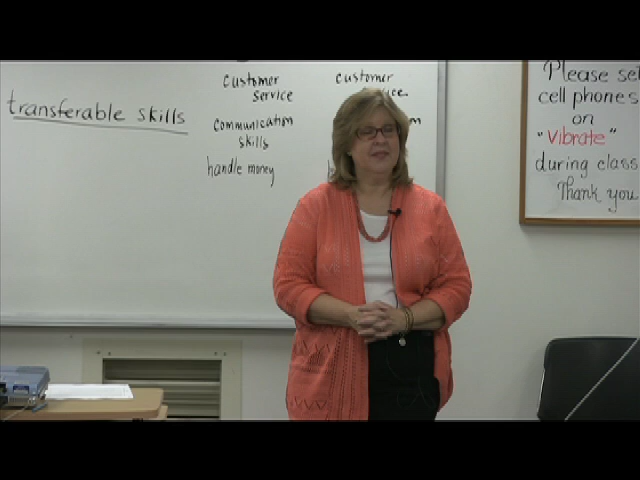 transferable skills
customer
service
communication
skills
handle money
customer
Please set
cell phones
on
"Vibrate"
during class
Thank you